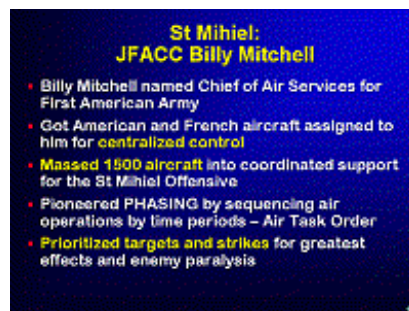 St Mihiel:
JFACC Billy Mitchell
Billy Mitchell named Chief of Air Services for
First American Army
Got American and French aircraft assigned to
him for centralized control
Massed 1500 aircraft into coordinated support
for the St Mihiel Offensive
Pioneered PHASING by sequencing air
operations by time periods – Air Task Order
Prioritized targets and strikes for greatest
effects and enemy paralysis